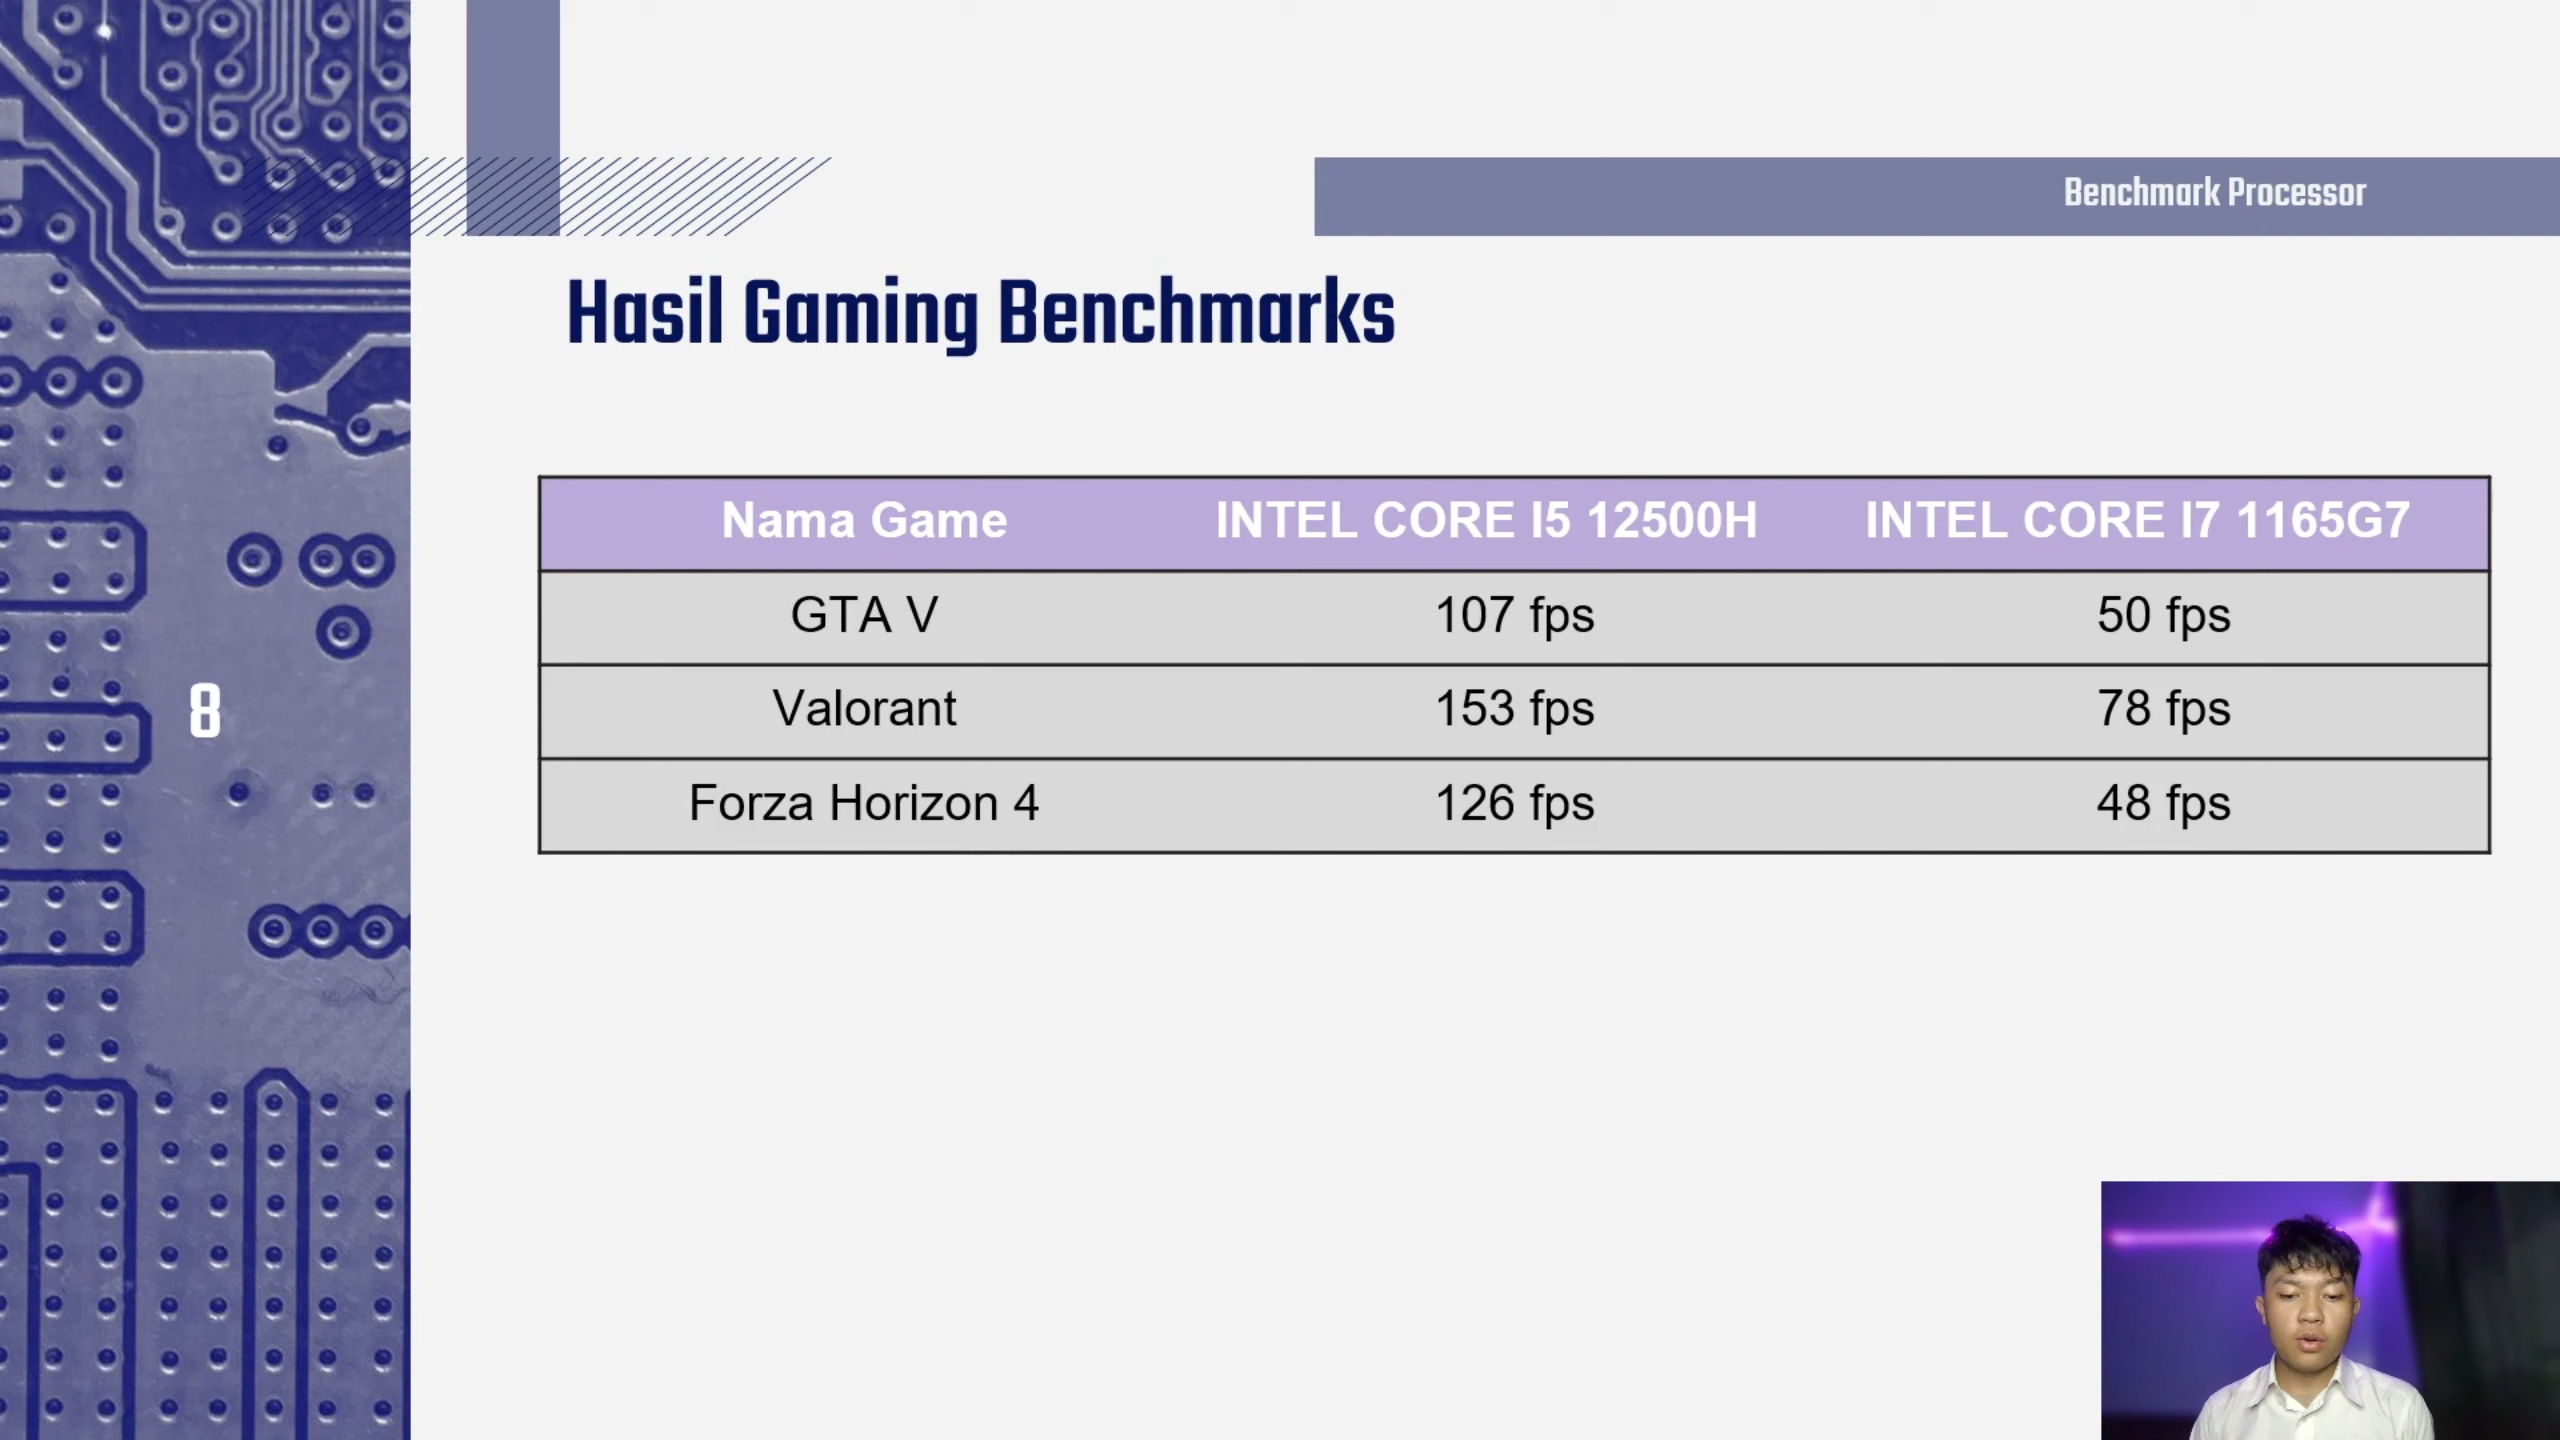 Benchmark Processor
Hasil Gaming Benchmarks
Nama Game INTEL CORE I5 12500H INTEL CORE I7 1165G7
GTA V 107 fps 50 fps
Valorant 153 fps 78 fps
Forza Horizon 4 126 fps 48 fps
8